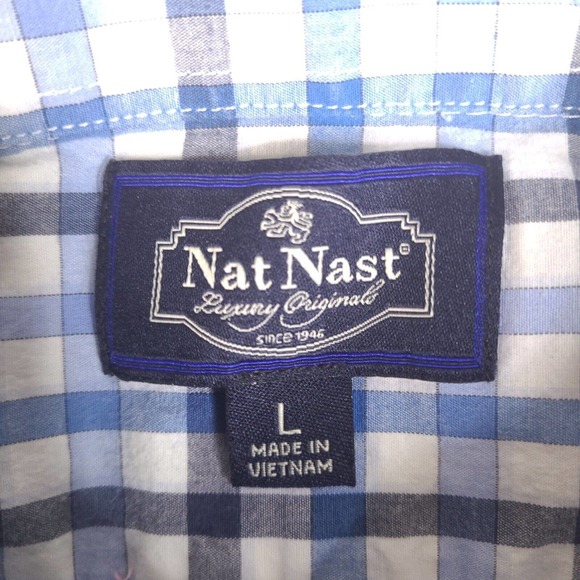 Nat Nast®
Luxury Originals
SINCE 1946
L
MADE IN
VIETNAM